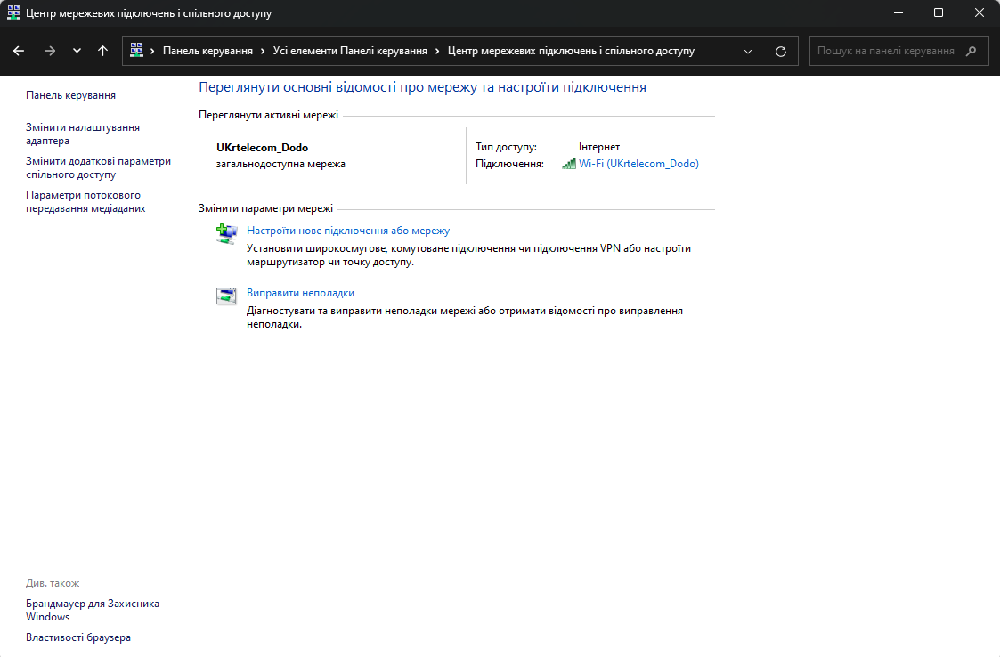 Центр мережевих підключень і спільного доступу
Панель керування › Усі елементи Панелі керування › Центр мережевих підключень і спільного доступу
Пошук на панелі керування
Панель керування
Змінити налаштування
адаптера
Змінити додаткові параметри
спільного доступу
Параметри потокового
передавання медіаданих
Переглянути основні відомості про мережу та настроїти підключення
Переглянути активні мережі
UKrtelecom_Dodo
загальнодоступна мережа
Тип доступу: Інтернет
Підключення: Wi-Fi (UKrtelecom_Dodo)
Змінити параметри мережі
Настроїти нове підключення або мережу
Установити широкосмугове, комутоване підключення чи підключення VPN або настроїти
маршрутизатор чи точку доступу.
Виправити неполадки
Діагностувати та виправити неполадки мережі або отримати відомості про виправлення
неполадки.
Див. також
Брандмауер для Захисника
Windows
Властивості браузера